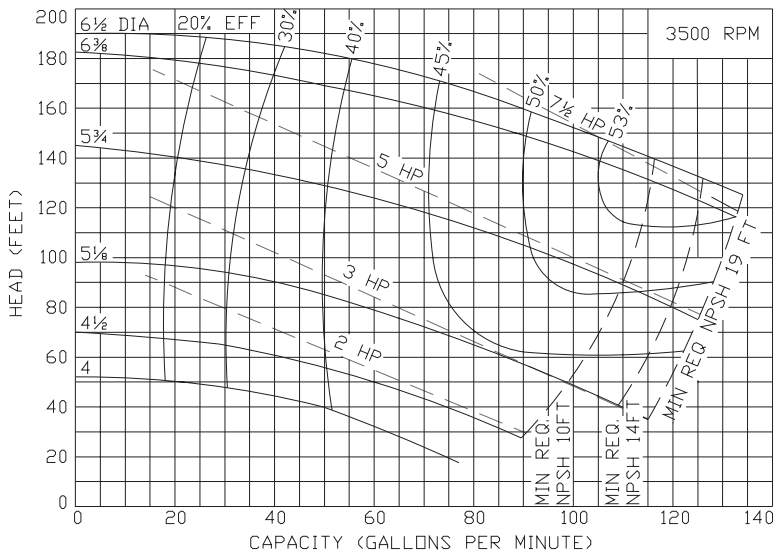 200
6½ DIA
20% EFF
30%
40%
45%
50%
53%
3500 RPM
6⅜
180
160
7½ HP
5¾
140
5 HP
120
HEAD (FEET)
5⅛
100
3 HP
80
4½
2 HP
60
4
40
20
0
MIN REQ.
NPSH 10FT
MIN REQ.
NPSH 14FT
MIN REQ NPSH 19 FT
20
40
60
80
100
120
140
CAPACITY (GALLONS PER MINUTE)